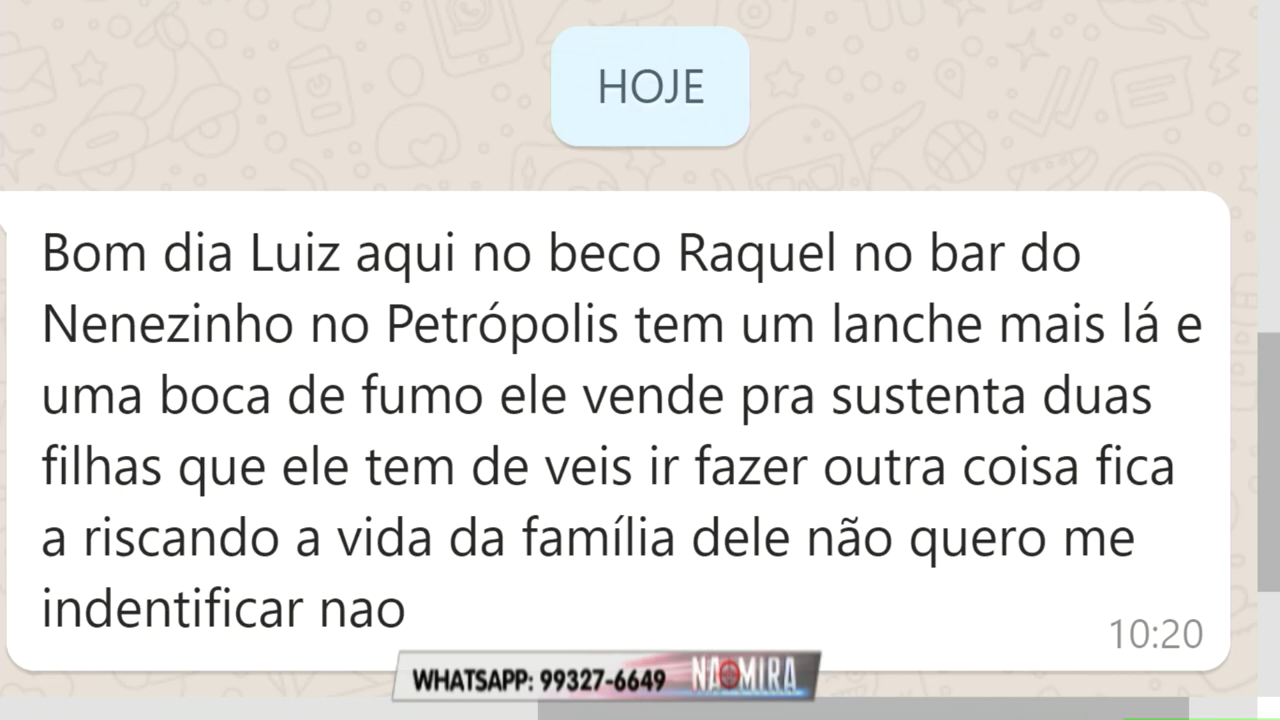 HOJE
Bom dia Luiz aqui no beco Raquel no bar do
Nenezinho no Petrópolis tem um lanche mais lá e
uma boca de fumo ele vende pra sustenta duas
filhas que ele tem de veis ir fazer outra coisa fica
a riscando a vida da família dele não quero me
indentificar nao
10:20
WHATSAPP: 99327-6649 NA MIRA